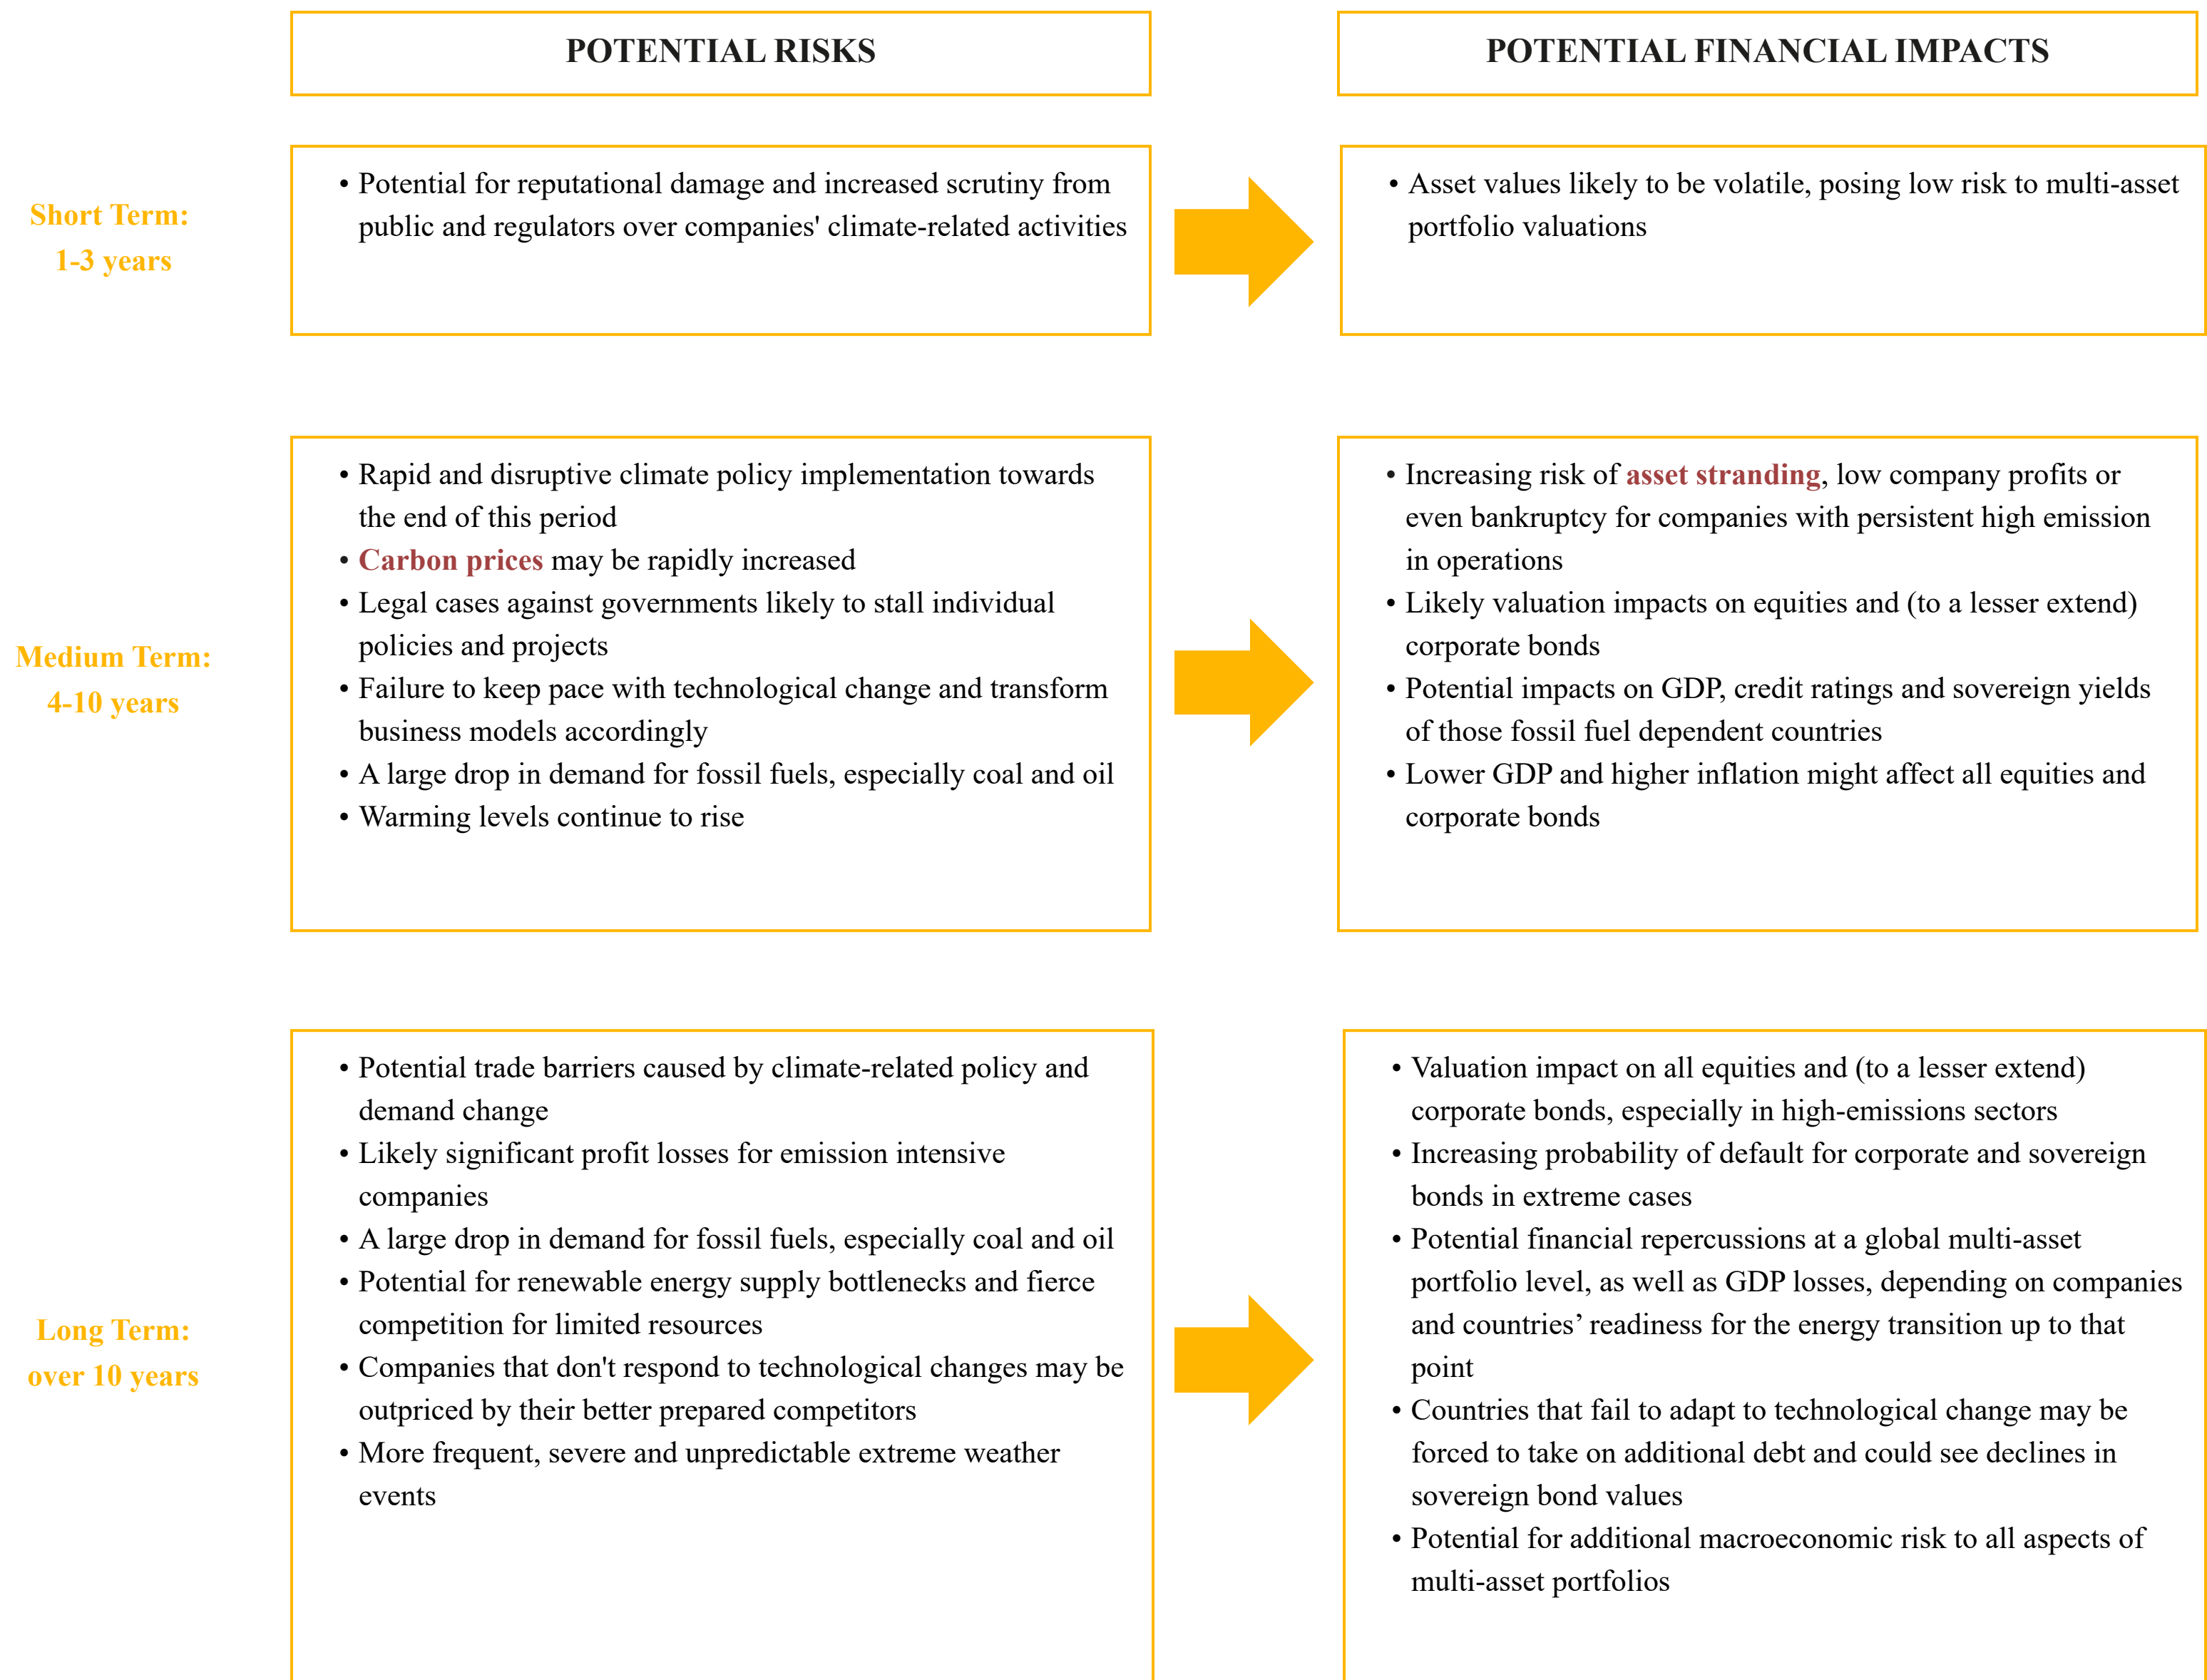 POTENTIAL RISKS
POTENTIAL FINANCIAL IMPACTS
Short Term:
1-3 years
• Potential for reputational damage and increased scrutiny from
public and regulators over companies' climate-related activities
• Asset values likely to be volatile, posing low risk to multi-asset
portfolio valuations
Medium Term:
4-10 years
• Rapid and disruptive climate policy implementation towards
the end of this period
• Carbon prices may be rapidly increased
• Legal cases against governments likely to stall individual
policies and projects
• Failure to keep pace with technological change and transform
business models accordingly
• A large drop in demand for fossil fuels, especially coal and oil
• Warming levels continue to rise
• Increasing risk of asset stranding, low company profits or
even bankruptcy for companies with persistent high emission
in operations
• Likely valuation impacts on equities and (to a lesser extend)
corporate bonds
• Potential impacts on GDP, credit ratings and sovereign yields
of those fossil fuel dependent countries
• Lower GDP and higher inflation might affect all equities and
corporate bonds
Long Term:
over 10 years
• Potential trade barriers caused by climate-related policy and
demand change
• Likely significant profit losses for emission intensive
companies
• A large drop in demand for fossil fuels, especially coal and oil
• Potential for renewable energy supply bottlenecks and fierce
competition for limited resources
• Companies that don't respond to technological changes may be
outpriced by their better prepared competitors
• More frequent, severe and unpredictable extreme weather
events
• Valuation impact on all equities and (to a lesser extend)
corporate bonds, especially in high-emissions sectors
• Increasing probability of default for corporate and sovereign
bonds in extreme cases
• Potential financial repercussions at a global multi-asset
portfolio level, as well as GDP losses, depending on companies
and countries’ readiness for the energy transition up to that
point
• Countries that fail to adapt to technological change may be
forced to take on additional debt and could see declines in
sovereign bond values
• Potential for additional macroeconomic risk to all aspects of
multi-asset portfolios